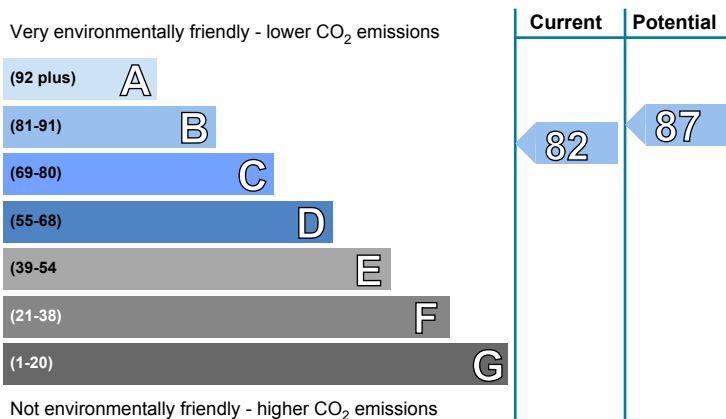 Current Potential
Very environmentally friendly - lower CO2 emissions
(92 plus) A
(81-91) B
82 87
(69-80) C
(55-68) D
(39-54 E
(21-38) F
(1-20) G
Not environmentally friendly - higher CO2 emissions